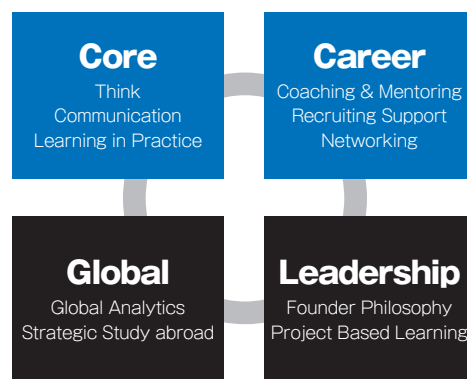 Core
Think
Communication
Learning in Practice
Career
Coaching & Mentoring
Recruiting Support
Networking
Global
Global Analytics
Strategic Study abroad
Leadership
Founder Philosophy
Project Based Learning